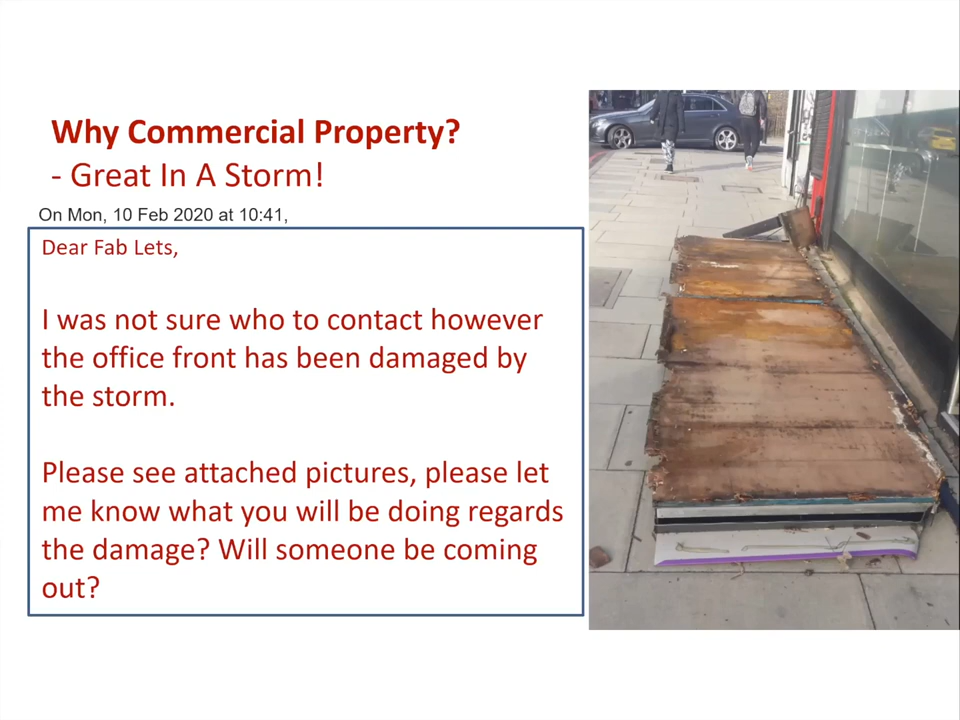 Why Commercial Property?
- Great In A Storm!
On Mon, 10 Feb 2020 at 10:41,
Dear Fab Lets,
I was not sure who to contact however
the office front has been damaged by
the storm.
Please see attached pictures, please let
me know what you will be doing regards
the damage? Will someone be coming
out?